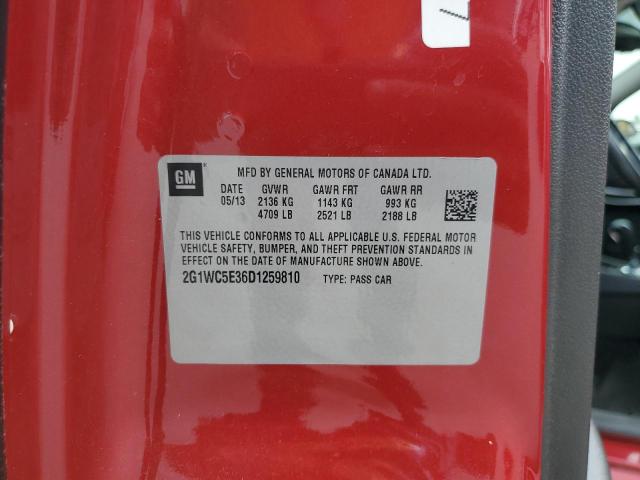 7
GM
MFD BY GENERAL MOTORS OF CANADA LTD.
DATE GVWR GAWR FRT GAWR RR
05/13 2136 KG 1143 KG 993 KG
4709 LB 2521 LB 2188 LB
THIS VEHICLE CONFORMS TO ALL APPLICABLE U.S. FEDERAL MOTOR
VEHICLE SAFETY, BUMPER, AND THEFT PREVENTION STANDARDS IN
EFFECT ON THE DATE OF MANUFACTURE SHOWN ABOVE.
2G1WC5E36D1259810 TYPE: PASS CAR